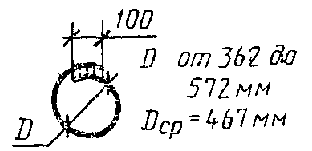 100
D от 362 до
572 мм
Dср = 467 мм
D